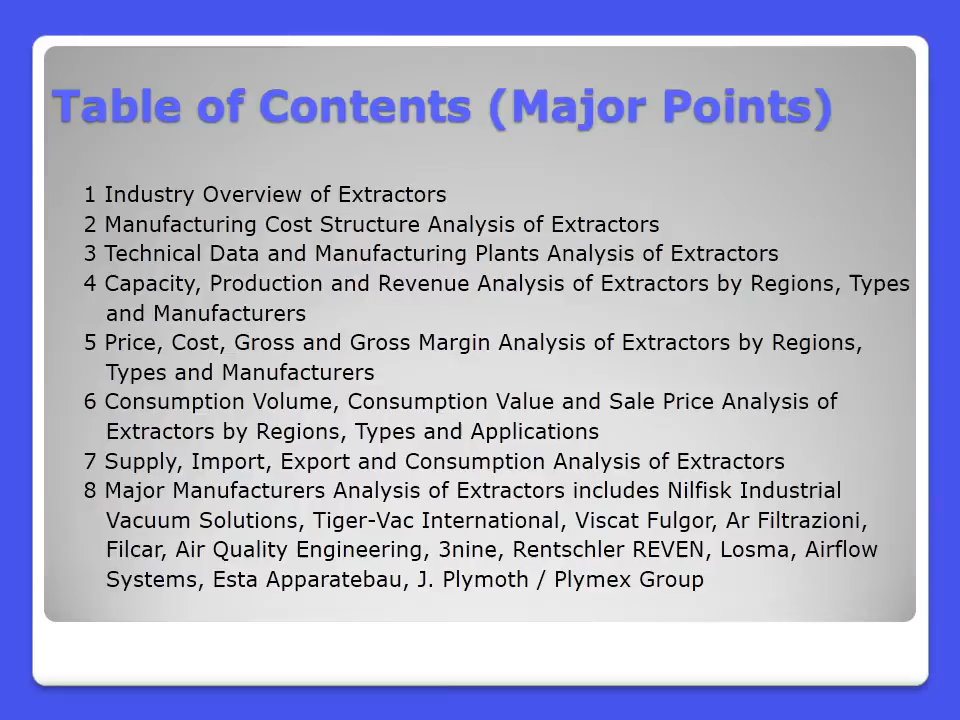 Table of Contents (Major Points)
1 Industry Overview of Extractors
2 Manufacturing Cost Structure Analysis of Extractors
3 Technical Data and Manufacturing Plants Analysis of Extractors
4 Capacity, Production and Revenue Analysis of Extractors by Regions, Types
and Manufacturers
5 Price, Cost, Gross and Gross Margin Analysis of Extractors by Regions,
Types and Manufacturers
6 Consumption Volume, Consumption Value and Sale Price Analysis of
Extractors by Regions, Types and Applications
7 Supply, Import, Export and Consumption Analysis of Extractors
8 Major Manufacturers Analysis of Extractors includes Nilfisk Industrial
Vacuum Solutions, Tiger-Vac International, Viscat Fulgor, Ar Filtrazioni,
Filcar, Air Quality Engineering, 3nine, Rentschler REVEN, Losma, Airflow
Systems, Esta Apparatebau, J. Plymoth / Plymex Group